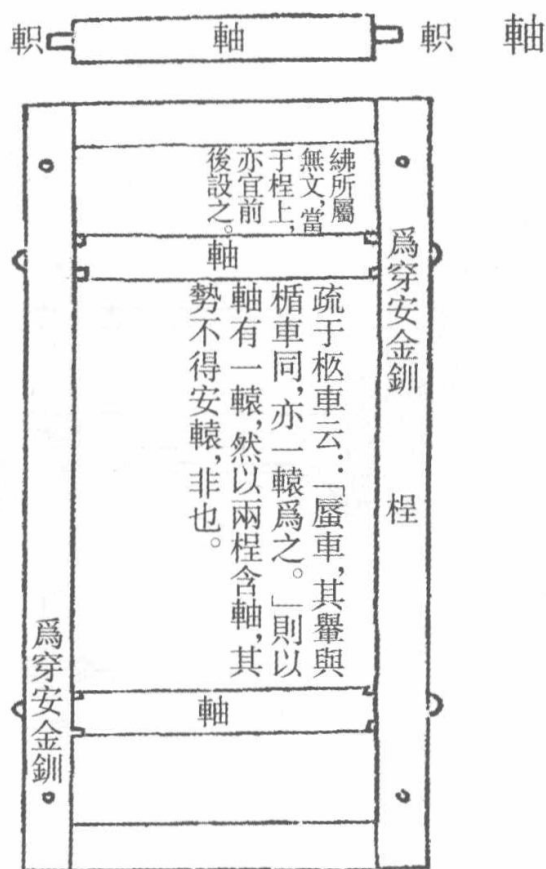 軸
軹
軸
軹
爲穿安金釧
桯
紼所屬
無文，當
于桯上，
亦宜前
後設之。
軸
疏于柩車云：「蜃車，其轝與
楯車同，亦一轅爲之。」則以
軸有一轅，然以兩桯含軸，其
勢不得安轅，非也。
軸
爲穿安金釧